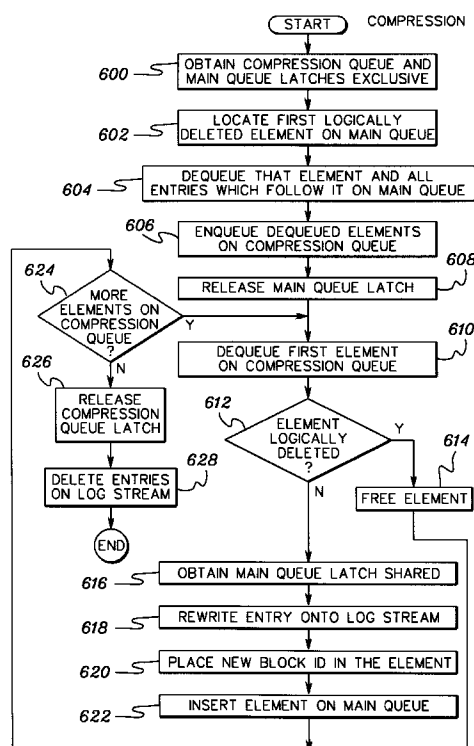 START
COMPRESSION
600
OBTAIN COMPRESSION QUEUE AND
MAIN QUEUE LATCHES EXCLUSIVE
602
LOCATE FIRST LOGICALLY
DELETED ELEMENT ON MAIN QUEUE
604
DEQUEUE THAT ELEMENT AND ALL
ENTRIES WHICH FOLLOW IT ON MAIN QUEUE
606
ENQUEUE DEQUEUED ELEMENTS
ON COMPRESSION QUEUE
608
RELEASE MAIN QUEUE LATCH
624
MORE
ELEMENTS ON
COMPRESSION
QUEUE
?
Y
N
610
DEQUEUE FIRST ELEMENT
ON COMPRESSION QUEUE
626
RELEASE
COMPRESSION
QUEUE LATCH
612
ELEMENT
LOGICALLY
DELETED
?
Y
N
614
FREE ELEMENT
628
DELETE ENTRIES
ON LOG STREAM
END
616
OBTAIN MAIN QUEUE LATCH SHARED
618
REWRITE ENTRY ONTO LOG STREAM
620
PLACE NEW BLOCK ID IN THE ELEMENT
622
INSERT ELEMENT ON MAIN QUEUE